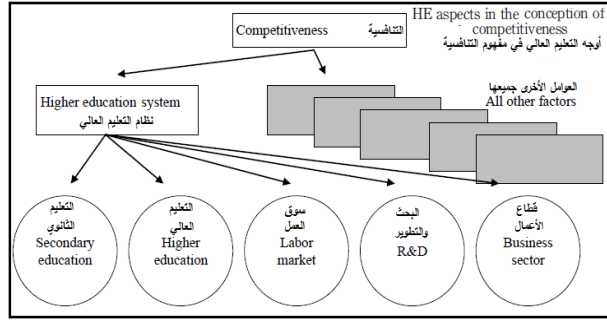 HE aspects in the conception of
competitiveness
أوجه التعليم العالي في مفهوم التنافسية
Competitiveness التنافسية
العوامل الأخرى جميعها
All other factors
Higher education system
نظام التعليم العالي
التعليم
الثانوي
Secondary
education
التعليم
العالي
Higher
education
سوق
العمل
Labor
market
البحث
والتطوير
R&D
قطاع
الأعمال
Business
sector